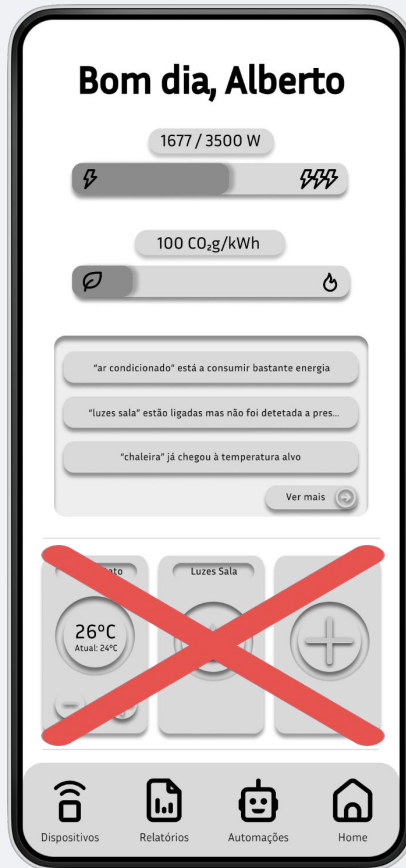 Bom dia, Alberto
1677 / 3500 W
100 CO₂g/kWh
"ar condicionado" está a consumir bastante energia
"luzes sala" estão ligadas mas não foi detetada a pres...
"chaleira" já chegou à temperatura alvo
Ver mais
Luzes Sala
26ºC
Atual: 24ºC
Dispositivos
Relatórios
Automações
Home